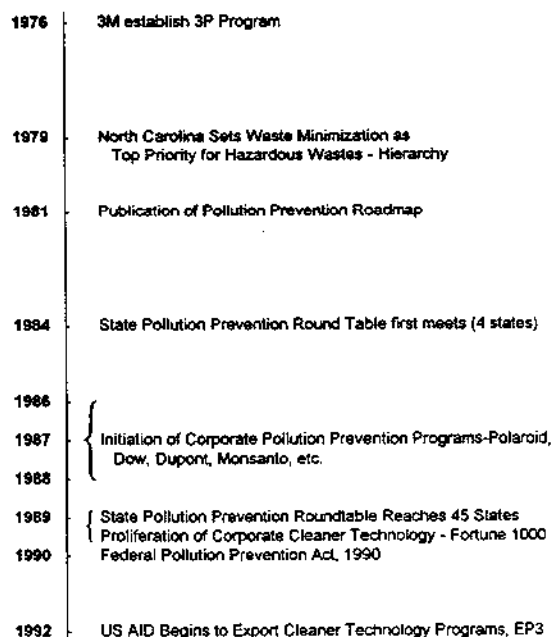 1976 3M establish 3P Program
1979 North Carolina Sets Waste Minimization as
Top Priority for Hazardous Wastes - Hierarchy
1981 Publication of Pollution Prevention Roadmap
1984 State Pollution Prevention Round Table first meets (4 states)
1986
1987 Initiation of Corporate Pollution Prevention Programs-Polaroid,
Dow, Dupont, Monsanto, etc.
1988
1989 State Pollution Prevention Roundtable Reaches 45 States
Proliferation of Corporate Cleaner Technology - Fortune 1000
1990 Federal Pollution Prevention Act, 1990
1992 US AID Begins to Export Cleaner Technology Programs, EP3